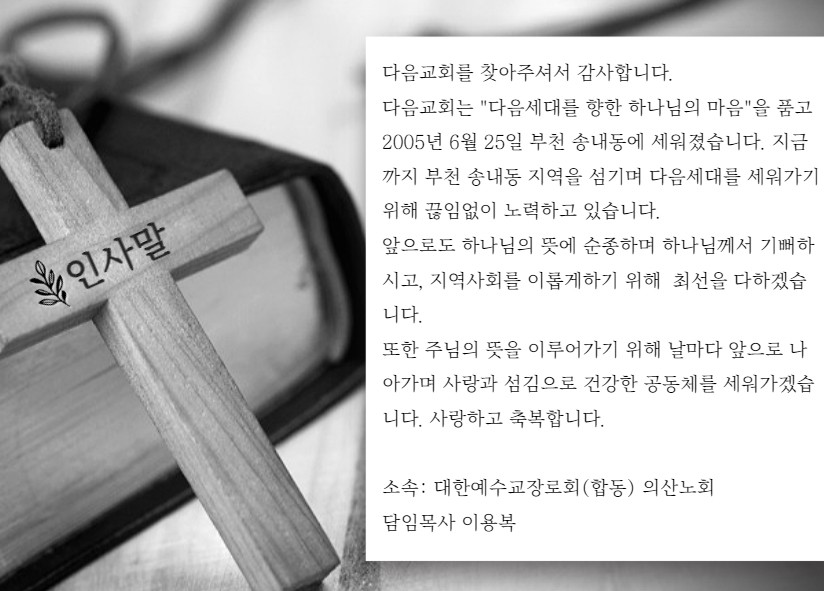 인사말
다음교회를 찾아주셔서 감사합니다.
다음교회는 "다음세대를 향한 하나님의 마음"을 품고
2005년 6월 25일 부천 송내동에 세워졌습니다. 지금
까지 부천 송내동 지역을 섬기며 다음세대를 세워가기
위해 끊임없이 노력하고 있습니다.
앞으로도 하나님의 뜻에 순종하며 하나님께서 기뻐하
시고, 지역사회를 이롭게하기 위해  최선을 다하겠습
니다.
또한 주님의 뜻을 이루어가기 위해 날마다 앞으로 나
아가며 사랑과 섬김으로 건강한 공동체를 세워가겠습
니다. 사랑하고 축복합니다.
소속: 대한예수교장로회(합동) 의산노회
담임목사 이용복